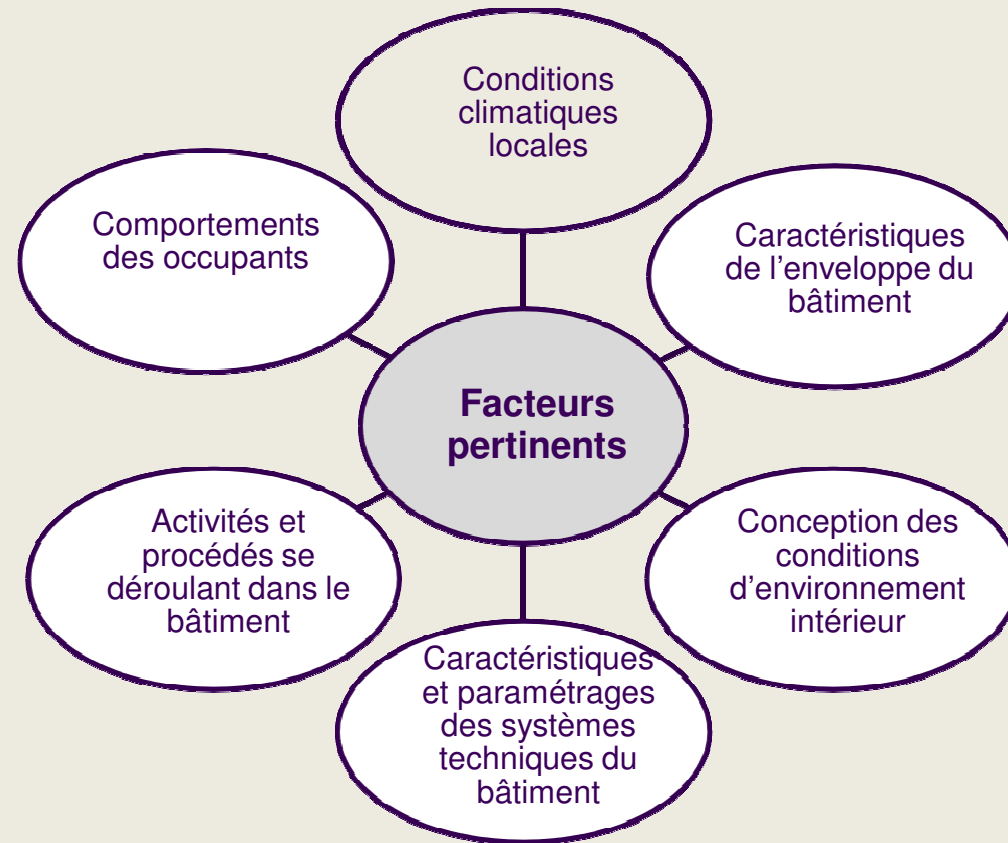 Conditions
climatiques
locales
Comportements
des occupants
Caractéristiques
de l'enveloppe du
bâtiment
Facteurs
pertinents
Activités et
procédés se
déroulant dans le
bâtiment
Conception des
conditions
d'environnement
intérieur
Caractéristiques
et paramétrages
des systèmes
techniques du
bâtiment